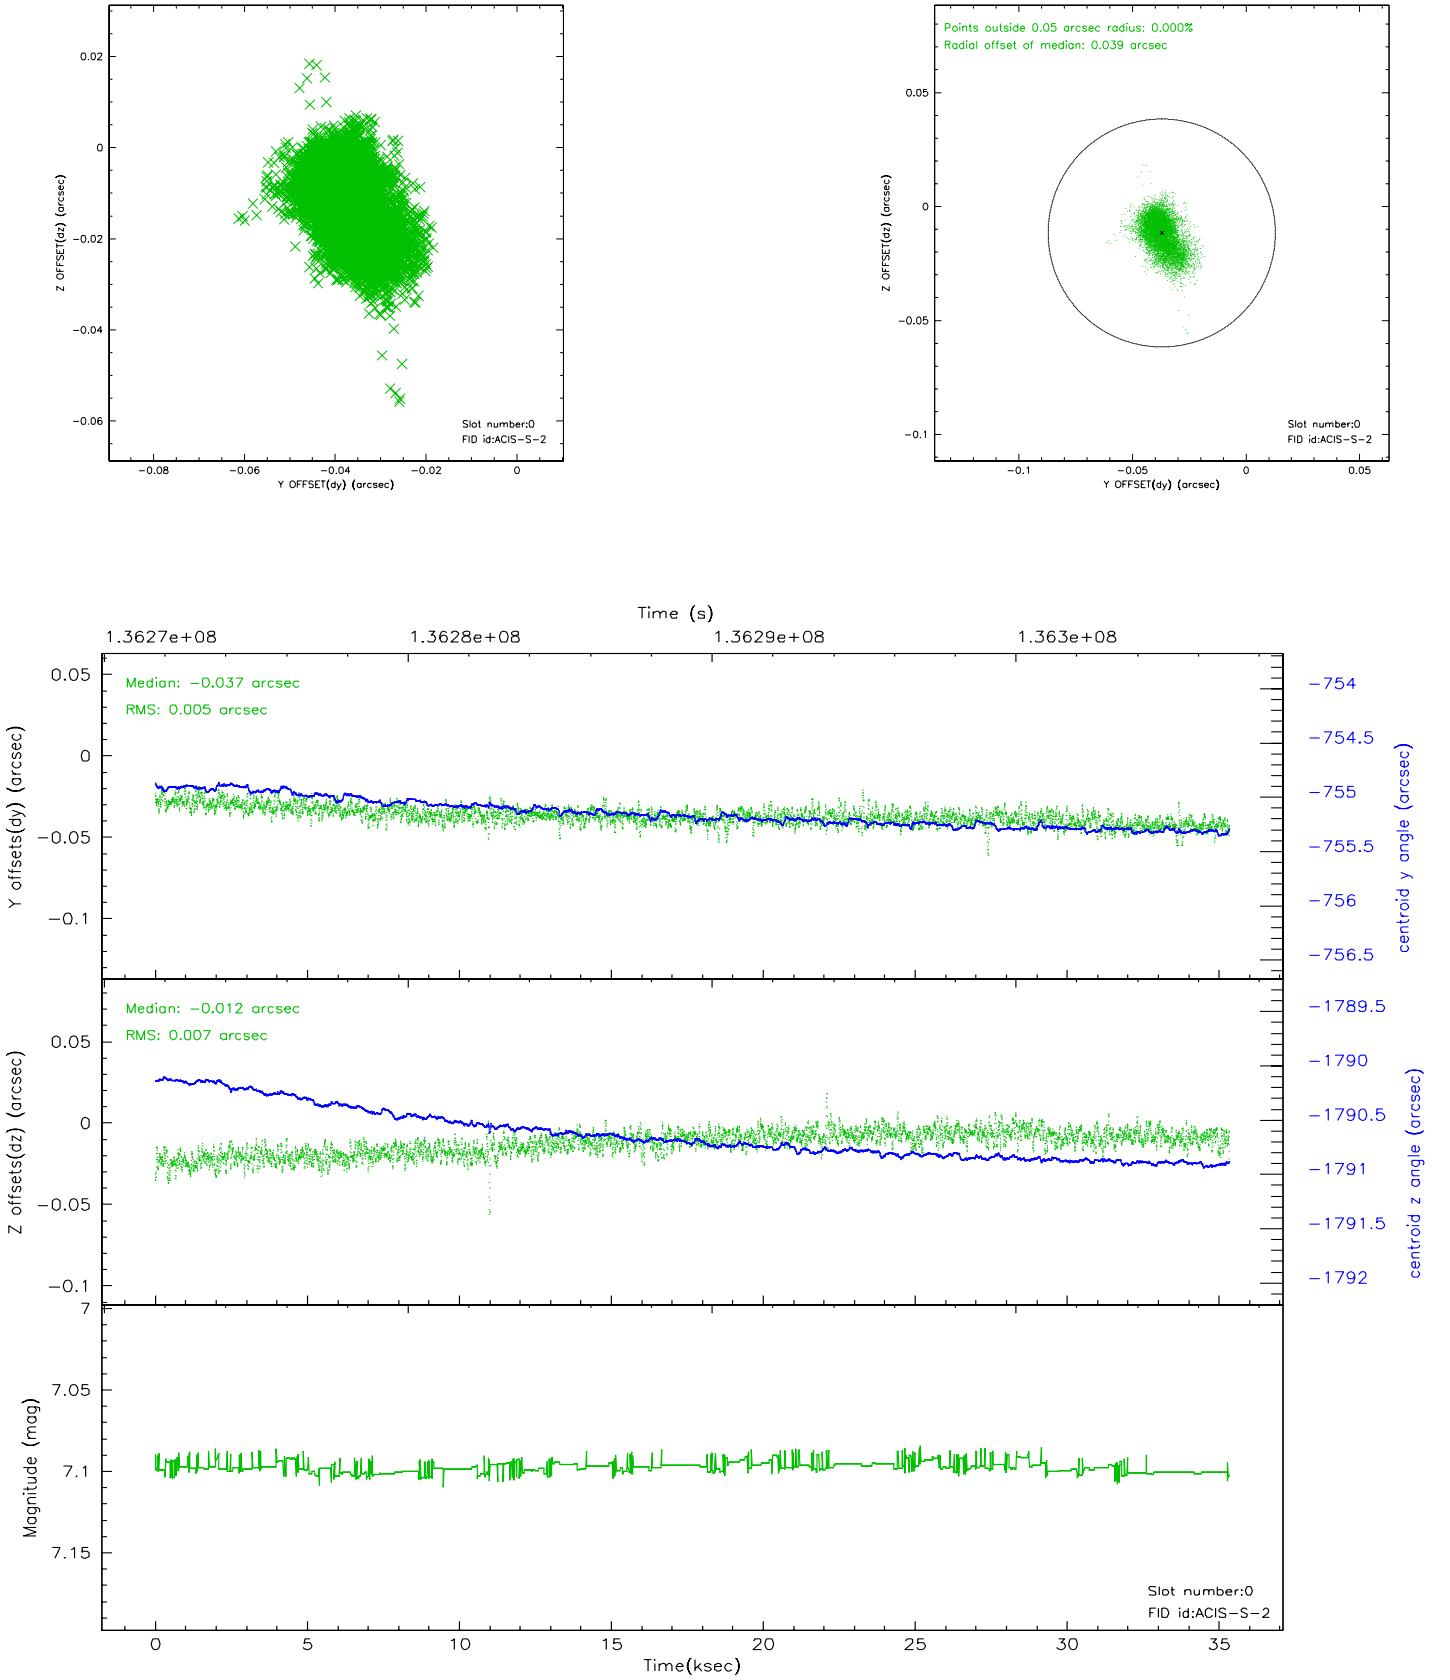 0.02
0
−0.02
−0.04
−0.06
Z OFFSET(dz) (arcsec)
Slot number:0
FID id:ACIS−S−2
−0.08
−0.06
−0.04
−0.02
0
Y OFFSET(dy) (arcsec)
Points outside 0.05 arcsec radius: 0.000%
Radial offset of median: 0.039 arcsec
0.05
0
−0.05
−0.1
Z OFFSET(dz) (arcsec)
Slot number:0
FID id:ACIS−S−2
−0.1
−0.05
0
0.05
Y OFFSET(dy) (arcsec)
Time (s)
1.3627e+08
1.3628e+08
1.3629e+08
1.363e+08
Median: −0.037 arcsec
RMS: 0.005 arcsec
0.05
0
−0.05
−0.1
Y offsets(dy) (arcsec)
−754
−754.5
−755
−755.5
−756
−756.5
centroid y angle (arcsec)
Median: −0.012 arcsec
RMS: 0.007 arcsec
0.05
0
−0.05
−0.1
Z offsets(dz) (arcsec)
−1789.5
−1790
−1790.5
−1791
−1791.5
−1792
centroid z angle (arcsec)
7
7.05
7.1
7.15
Magnitude (mag)
Slot number:0
FID id:ACIS−S−2
0
5
10
15
20
25
30
35
Time(ksec)